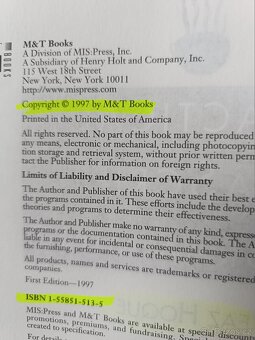 M&T Books
A Division of MIS:Press, Inc.
A Subsidiary of Henry Holt and Company, Inc.
115 West 18th Street
New York, New York 10011
http://www.mispress.com
Copyright © 1997 by M&T Books
Printed in the United States of America
All rights reserved. No part of this book may be reproduced
any means, electronic or mechanical, including photocopyin
tion storage and retrieval system, without prior written permi
tact the Publisher for information on foreign rights.
Limits of Liability and Disclaimer of Warranty
The Author and Publisher of this book have used their best e
the programs contained in it. These efforts include the develop
theories and programs to determine their effectiveness.
The Author and Publisher make no warranty of any kind, express
programs or the documentation contained in this book. The A
liable in any event for incidental or consequential damages in c
the furnishing, performance, or use of these programs.
All products, names and services are trademarks or registered
companies.
First Edition—1997
ISBN 1-55851-513-5
MIS:Press and M&T Books are available at special discount
promotions, premiums, and fundraising. Spec
created to specification.
For details
BOOKS